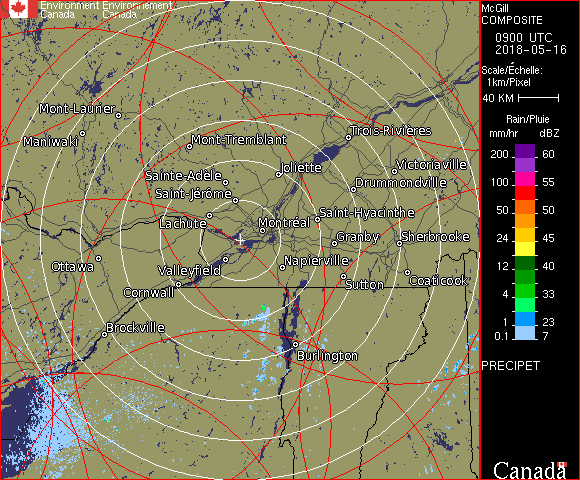 Environment Environnement
Canada Canada
McGill
COMPOSITE
0900 UTC
2018-05-16
Scale/Échelle:
1km/Pixel
40 KM
Rain/Pluie
mm/hr dBZ
200 60
100 55
50 50
24 45
12 40
4 33
1 23
0.1 7
PRECIPET
Canada
Mont-Laurier
Maniwaki
Mont-Tremblant
Trois-Rivières
Sainte-Adèle
Joliette
Victoriaville
Saint-Jérôme
Drummondville
Lachute
Montréal
Saint-Hyacinthe
Granby
Sherbrooke
Ottawa
Valleyfield
Napierville
Cornwall
Sutton
Coaticook
Brockville
Burlington